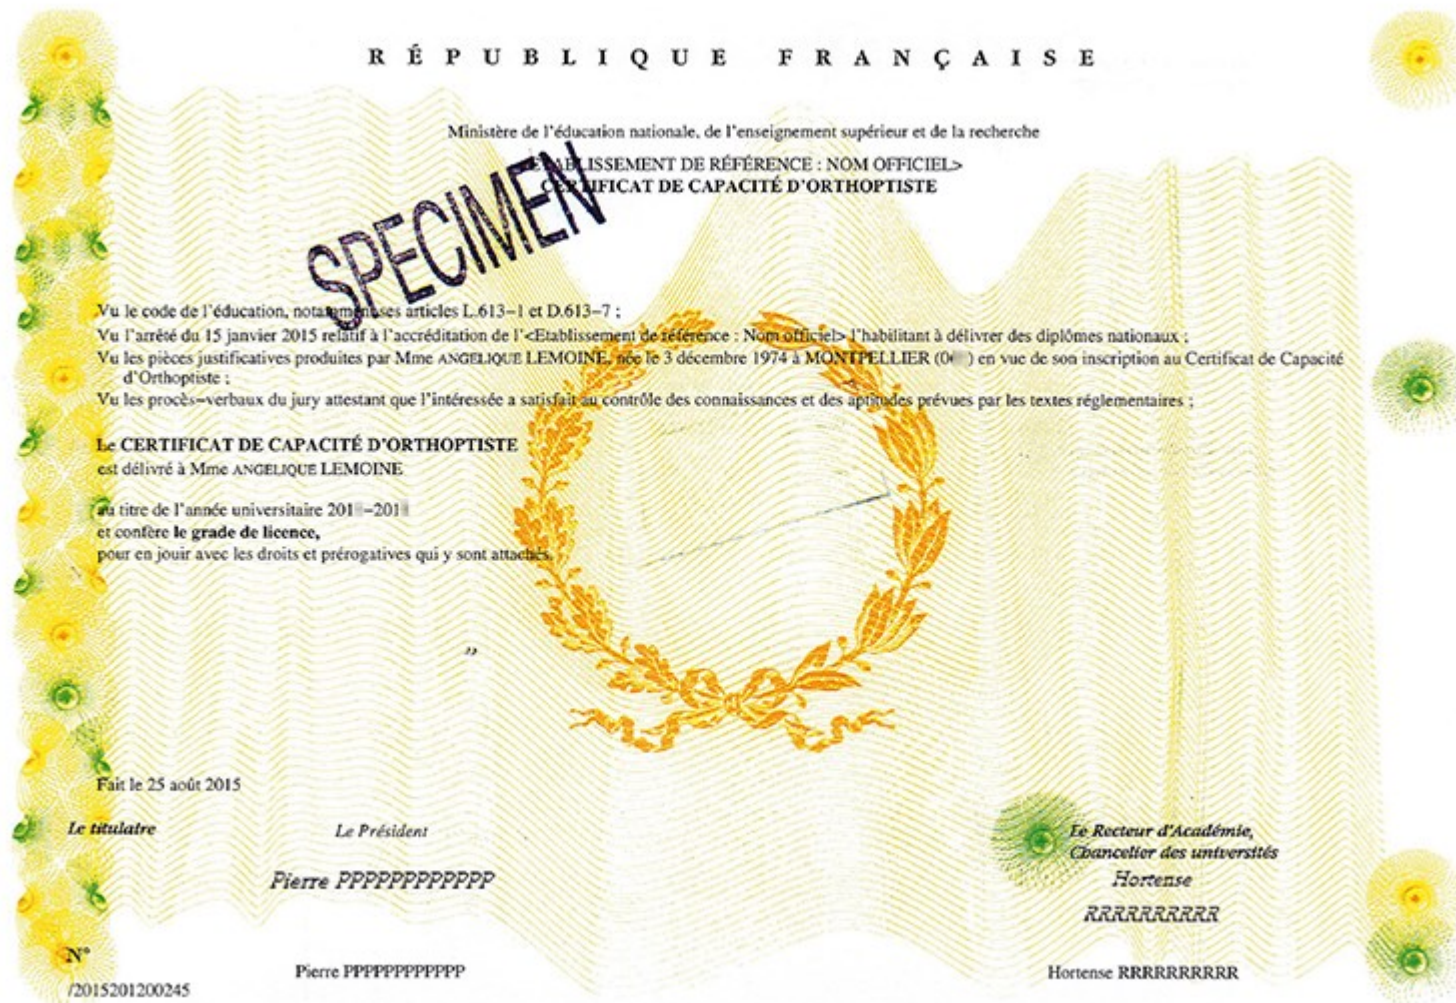 RÉPUBLIQUE FRANÇAISE
Ministère de l'éducation nationale, de l'enseignement supérieur et de la recherche
<ETABLISSEMENT DE RÉFÉRENCE : NOM OFFICIEL>
CERTIFICAT DE CAPACITÉ D'ORTHOPTISTE
SPECIMEN
Vu le code de l'éducation, notamment ses articles L.613-1 et D.613-7 ;
Vu l'arrêté du 15 janvier 2015 relatif à l'accréditation de l'<Etablissement de référence : Nom officiel> l'habilitant à délivrer des diplômes nationaux ;
Vu les pièces justificatives produites par Mme ANGELIQUE LEMOINE, née le 3 décembre 1974 à MONTPELLIER (0 ) en vue de son inscription au Certificat de Capacité
d'Orthoptiste ;
Vu les procès-verbaux du jury attestant que l'intéressée a satisfait au contrôle des connaissances et des aptitudes prévues par les textes réglementaires ;
Le CERTIFICAT DE CAPACITÉ D'ORTHOPTISTE
est délivré à Mme ANGELIQUE LEMOINE
au titre de l'année universitaire 201 -201
et confère le grade de licence,
pour en jouir avec les droits et prérogatives qui y sont attachés.
,,
Fait le 25 août 2015
Le titulaire
Le Président
Le Recteur d'Académie,
Chancelier des universités
Pierre PPPPPPPPPPPP
Hortense
RRRRRRRRRR
N°
/2015201200245
Pierre PPPPPPPPPPPP
Hortense RRRRRRRRRR